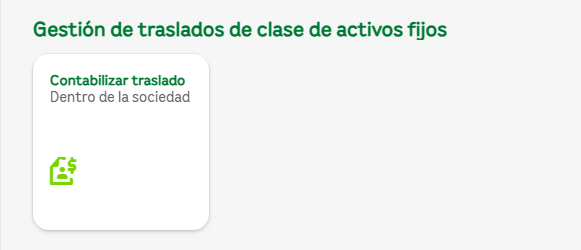 Gestión de traslados de clase de activos fijos
Contabilizar traslado
Dentro de la sociedad